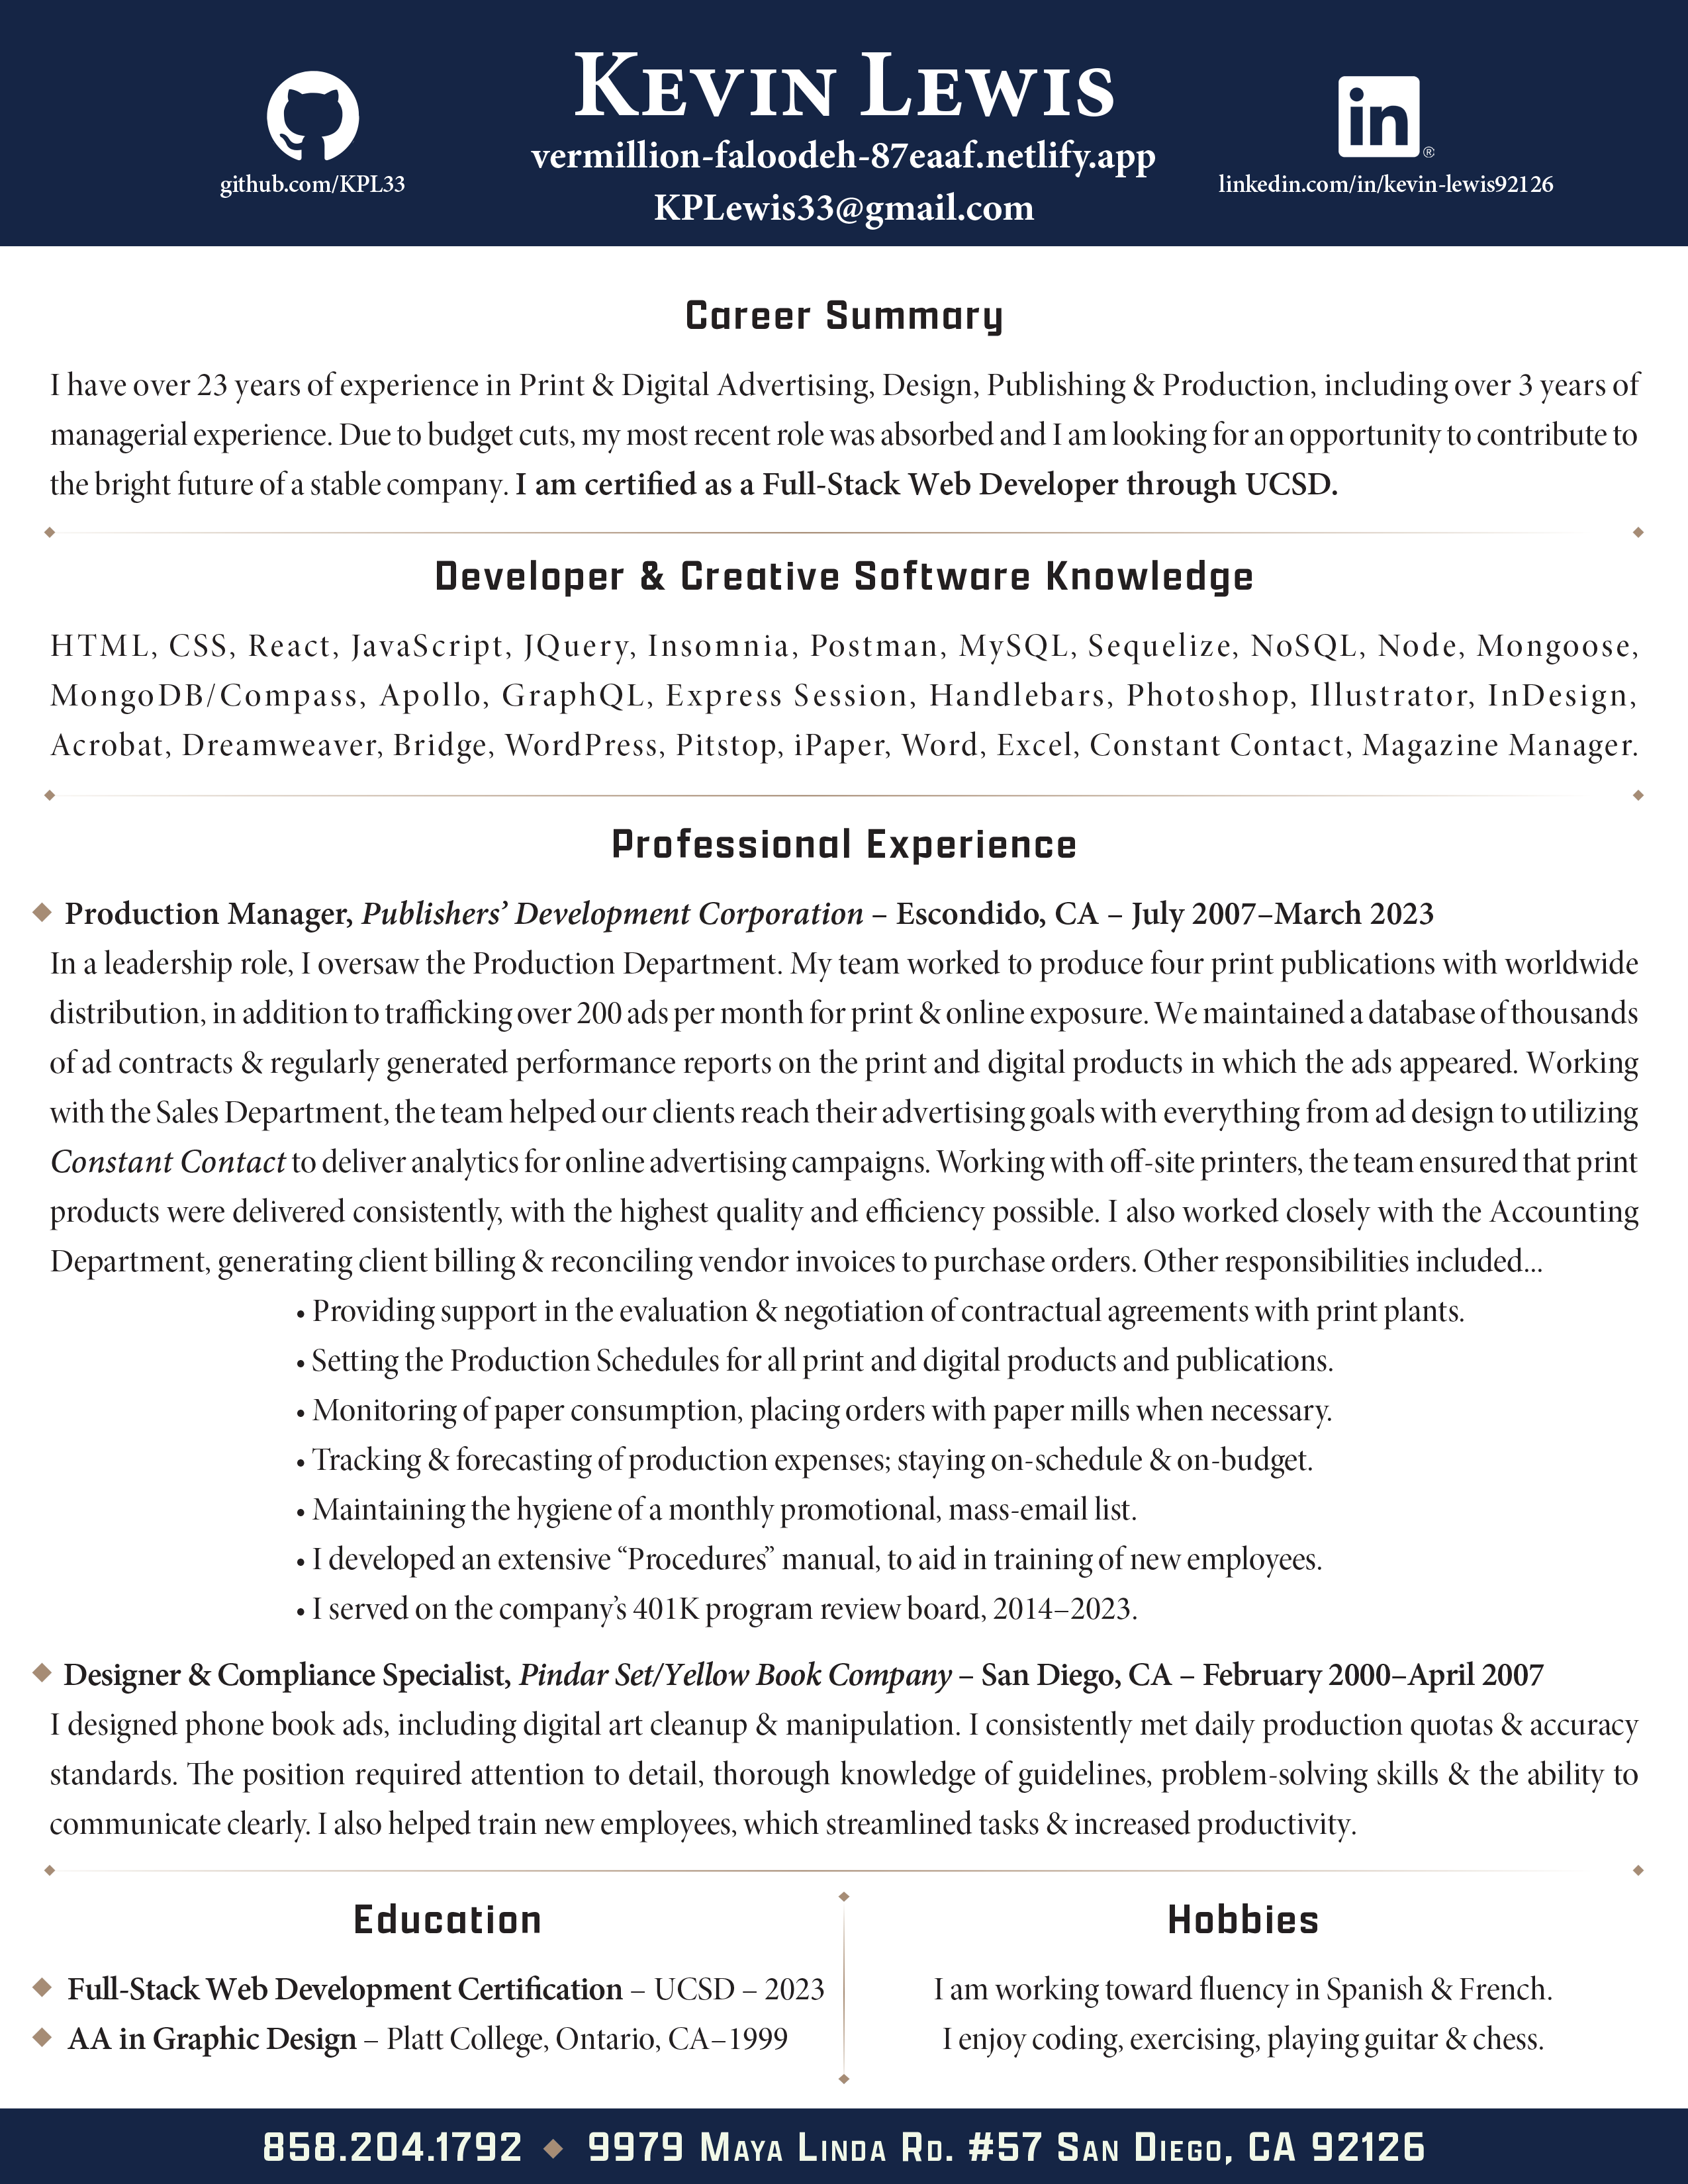 Kevin Lewis
vermillion-faloodeh-87eaaf.netlify.app
KPLewis33@gmail.com
github.com/KPL33
in®
linkedin.com/in/kevin-lewis92126
Career Summary
I have over 23 years of experience in Print & Digital Advertising, Design, Publishing & Production, including over 3 years of
managerial experience. Due to budget cuts, my most recent role was absorbed and I am looking for an opportunity to contribute to
the bright future of a stable company. I am certified as a Full-Stack Web Developer through UCSD.
Developer & Creative Software Knowledge
HTML, CSS, React, JavaScript, JQuery, Insomnia, Postman, MySQL, Sequelize, NoSQL, Node, Mongoose,
MongoDB/Compass, Apollo, GraphQL, Express Session, Handlebars, Photoshop, Illustrator, InDesign,
Acrobat, Dreamweaver, Bridge, WordPress, Pitstop, iPaper, Word, Excel, Constant Contact, Magazine Manager.
Professional Experience
Production Manager, Publishers’ Development Corporation – Escondido, CA – July 2007–March 2023
In a leadership role, I oversaw the Production Department. My team worked to produce four print publications with worldwide
distribution, in addition to trafficking over 200 ads per month for print & online exposure. We maintained a database of thousands
of ad contracts & regularly generated performance reports on the print and digital products in which the ads appeared. Working
with the Sales Department, the team helped our clients reach their advertising goals with everything from ad design to utilizing
Constant Contact to deliver analytics for online advertising campaigns. Working with off-site printers, the team ensured that print
products were delivered consistently, with the highest quality and efficiency possible. I also worked closely with the Accounting
Department, generating client billing & reconciling vendor invoices to purchase orders. Other responsibilities included...
• Providing support in the evaluation & negotiation of contractual agreements with print plants.
• Setting the Production Schedules for all print and digital products and publications.
• Monitoring of paper consumption, placing orders with paper mills when necessary.
• Tracking & forecasting of production expenses; staying on-schedule & on-budget.
• Maintaining the hygiene of a monthly promotional, mass-email list.
• I developed an extensive “Procedures” manual, to aid in training of new employees.
• I served on the company’s 401K program review board, 2014–2023.
Designer & Compliance Specialist, Pindar Set/Yellow Book Company – San Diego, CA – February 2000–April 2007
I designed phone book ads, including digital art cleanup & manipulation. I consistently met daily production quotas & accuracy
standards. The position required attention to detail, thorough knowledge of guidelines, problem-solving skills & the ability to
communicate clearly. I also helped train new employees, which streamlined tasks & increased productivity.
Education
Full-Stack Web Development Certification – UCSD – 2023
AA in Graphic Design – Platt College, Ontario, CA–1999
Hobbies
I am working toward fluency in Spanish & French.
I enjoy coding, exercising, playing guitar & chess.
858.204.1792 ◆ 9979 Maya Linda Rd. #57 San Diego, CA 92126